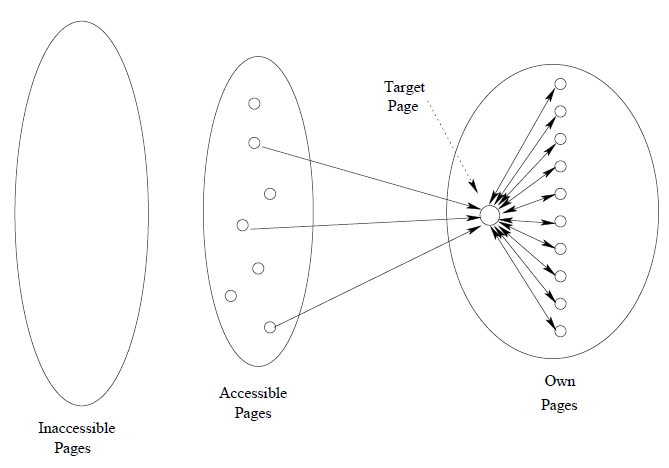 Target
Page
Accessible
Pages
Own
Pages
Inaccessible
Pages